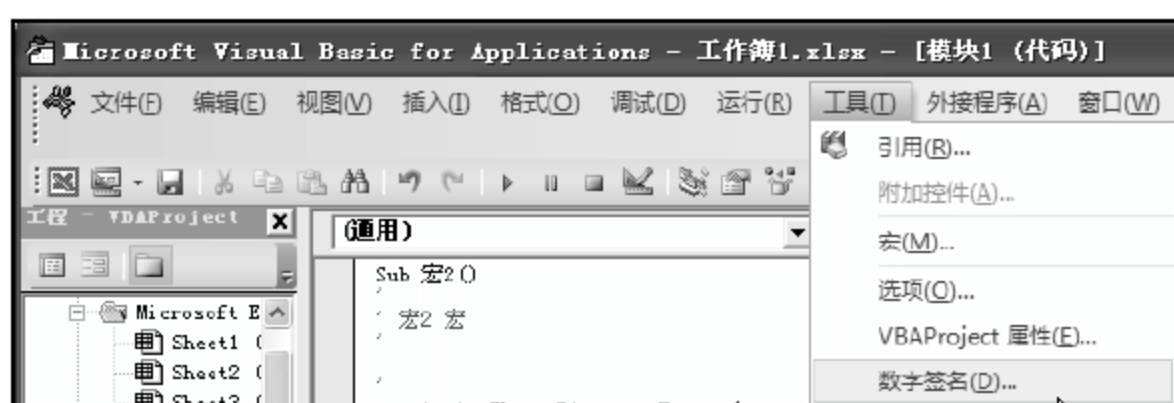 Microsoft Visual Basic for Applications - 工作簿1.xlsx - [模块1 (代码)]
文件(F) 编辑(E) 视图(V) 插入(I) 格式(O) 调试(D) 运行(R) 工具(T) 外接程序(A) 窗口(W)
引用(R)...
附加控件(A)...
宏(M)...
选项(O)...
VBAProject 属性(E)...
数字签名(D)...
工程 - VBAProject
(通用)
Sub 宏2()
'
' 宏2 宏
'
'
Microsoft E
Sheet1 (
Sheet2 (
Sheet3 (